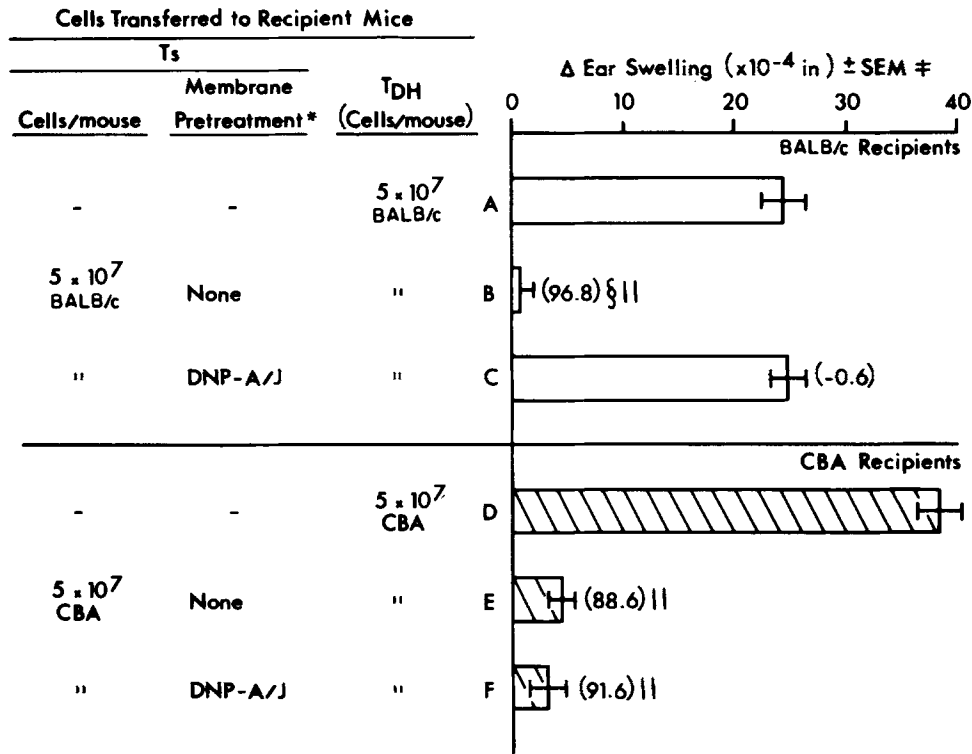 Cells Transferred to Recipient Mice
Ts
Membrane
Cells/mouse Pretreatment* TDH (Cells/mouse)
Δ Ear Swelling (x10⁻⁴ in) ± SEM ∓
0 10 20 30 40
BALB/c Recipients
- - 5 x 10⁷ BALB/c A
5 x 10⁷ BALB/c None " B (96.8) § ||
" DNP-A/J " C (-0.6)
CBA Recipients
- - 5 x 10⁷ CBA D
5 x 10⁷ CBA None " E (88.6) ||
" DNP-A/J " F (91.6) ||